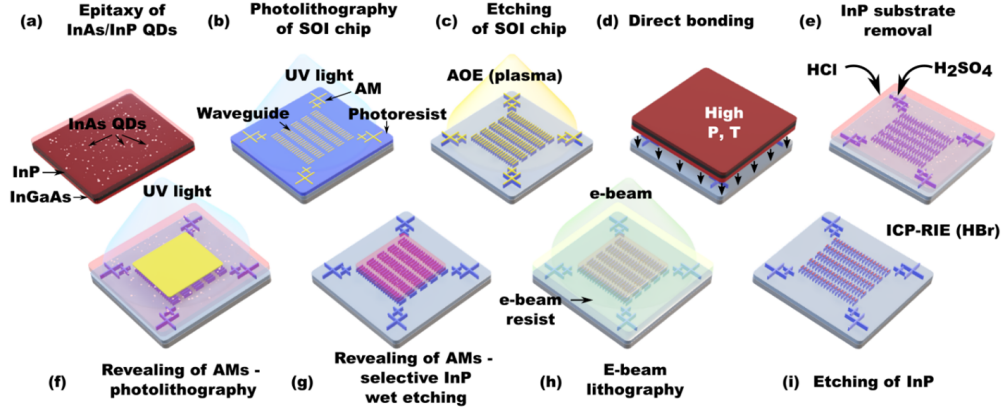 (a) Epitaxy of
InAs/InP QDs
InAs QDs
InP
InGaAs
(b) Photolithography
of SOI chip
UV light
AM
Waveguide
Photoresist
(c) Etching
of SOI chip
AOE (plasma)
(d) Direct bonding
High
P, T
(e) InP substrate
removal
HCl
H2SO4
UV light
(f) Revealing of AMs -
photolithography
(g) Revealing of AMs -
selective InP
wet etching
e-beam
e-beam
resist
(h) E-beam
lithography
ICP-RIE (HBr)
(i) Etching of InP